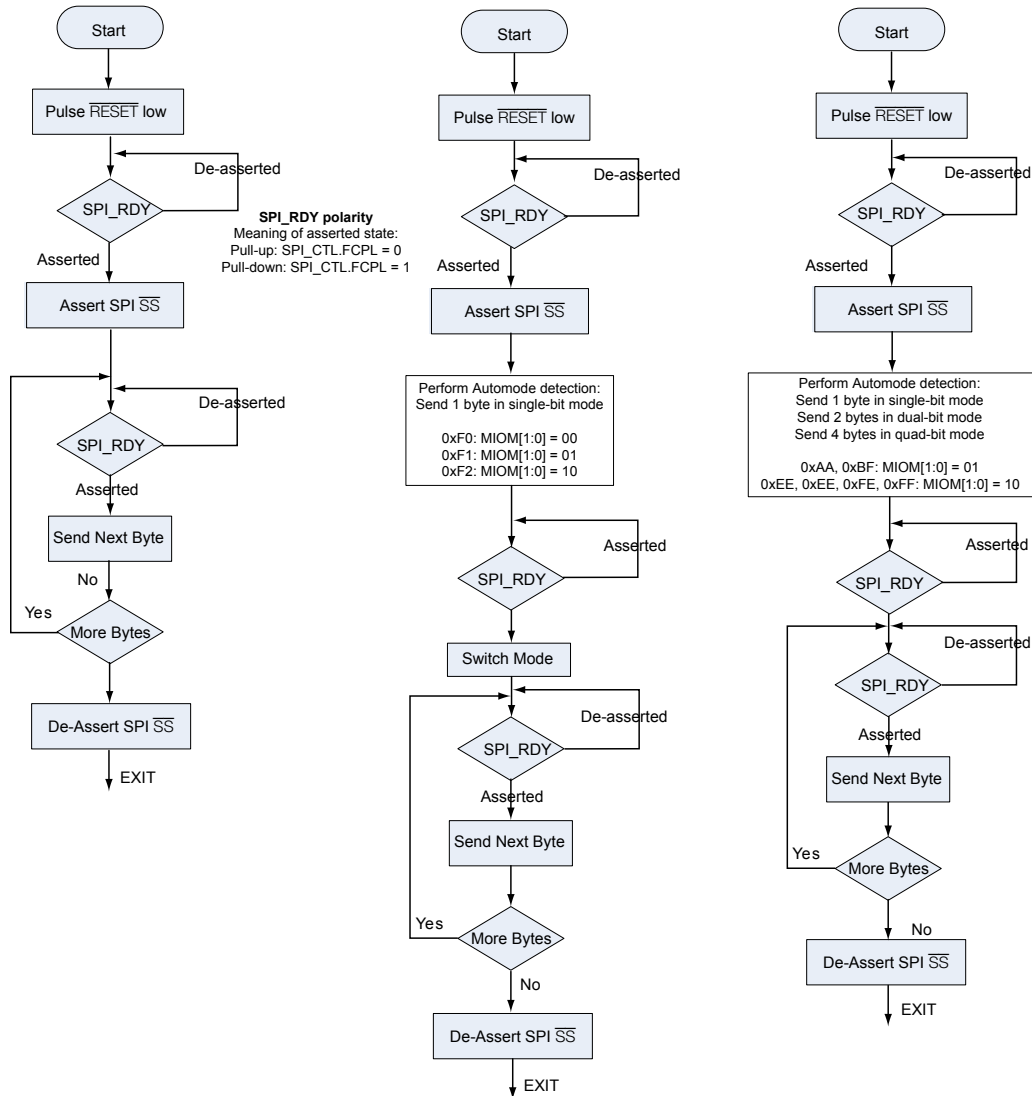 Start
Pulse RESET low
De-asserted
SPI_RDY
SPI_RDY polarity
Meaning of asserted state:
Pull-up: SPI_CTL.FCPL = 0
Pull-down: SPI_CTL.FCPL = 1
Asserted
Assert SPI SS
De-asserted
SPI_RDY
Asserted
Send Next Byte
No
Yes
More Bytes
De-Assert SPI SS
EXIT
Start
Pulse RESET low
De-asserted
SPI_RDY
Asserted
Assert SPI SS
Perform Automode detection:
Send 1 byte in single-bit mode
0xF0: MIOM[1:0] = 00
0xF1: MIOM[1:0] = 01
0xF2: MIOM[1:0] = 10
Asserted
SPI_RDY
Switch Mode
De-asserted
SPI_RDY
Asserted
Send Next Byte
Yes
More Bytes
No
De-Assert SPI SS
EXIT
Start
Pulse RESET low
De-asserted
SPI_RDY
Asserted
Assert SPI SS
Perform Automode detection:
Send 1 byte in single-bit mode
Send 2 bytes in dual-bit mode
Send 4 bytes in quad-bit mode
0xAA, 0xBF: MIOM[1:0] = 01
0xEE, 0xEE, 0xFE, 0xFF: MIOM[1:0] = 10
Asserted
SPI_RDY
De-asserted
SPI_RDY
Asserted
Send Next Byte
Yes
More Bytes
No
De-Assert SPI SS
EXIT